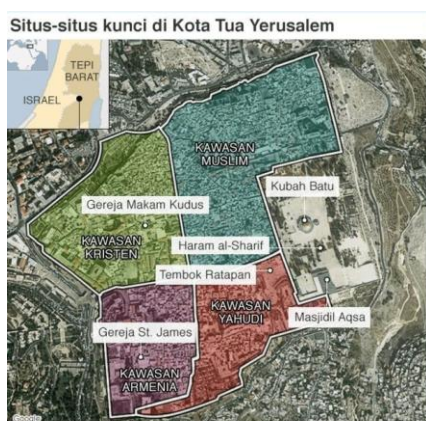 Situs-situs kunci di Kota Tua Yerusalem
TEPI
BARAT
ISRAEL
KAWASAN
MUSLIM
Kubah Batu
Gereja Makam Kudus
KAWASAN
KRISTEN
Haram al-Sharif
Tembok Ratapan
KAWASAN
YAHUDI
Masjidil Aqsa
Gereja St. James
KAWASAN
ARMENIA
Google